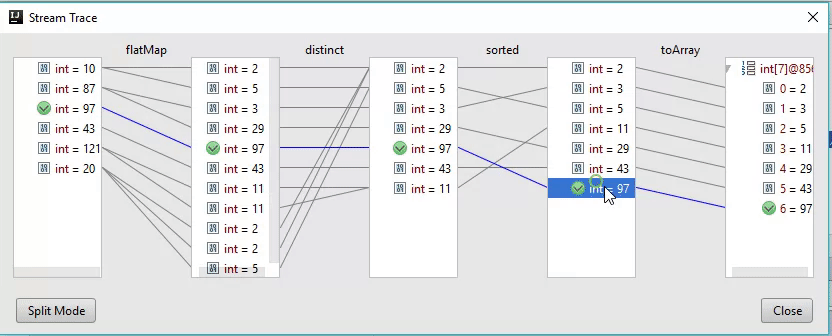 Stream Trace
flatMap
distinct
sorted
toArray
int = 10
int = 87
int = 97
int = 43
int = 121
int = 20
int = 2
int = 5
int = 3
int = 29
int = 97
int = 43
int = 11
int = 11
int = 2
int = 2
int = 5
int = 2
int = 5
int = 3
int = 29
int = 97
int = 43
int = 11
int = 2
int = 3
int = 5
int = 11
int = 29
int = 43
int = 97
int[7]@85
0 = 2
1 = 3
2 = 5
3 = 11
4 = 29
5 = 43
6 = 97
Split Mode
Close